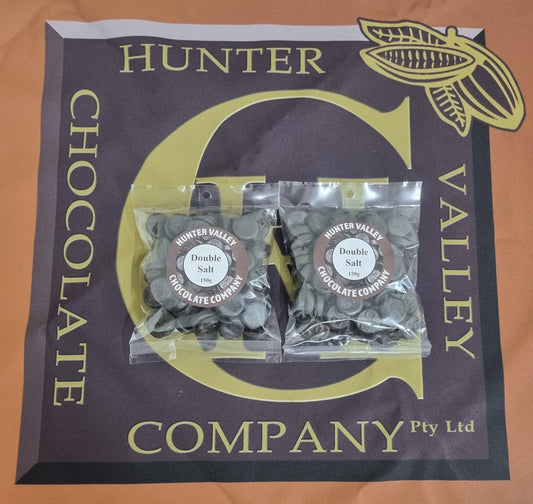 HUNTER
VALLEY
CHOCOLATE
COMPANY Pty Ltd
HUNTER VALLEY
Double
Salt
150g
CHOCOLATE COMPANY
HUNTER VALLEY
Double
Salt
150g
CHOCOLATE COMPANY